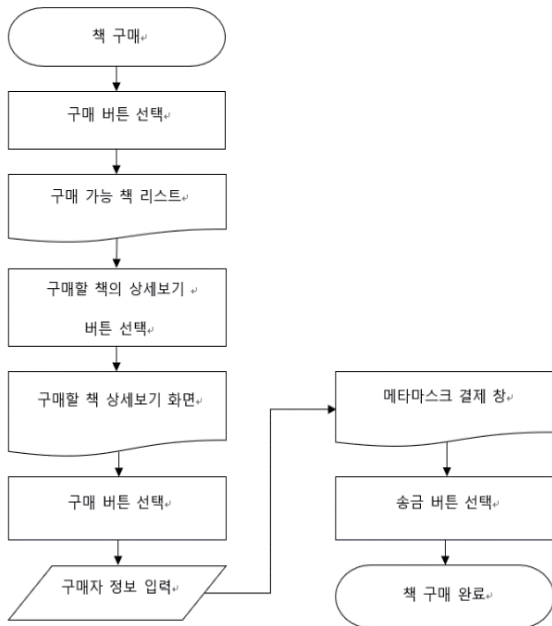 책 구매
구매 버튼 선택
구매 가능 책 리스트
구매할 책의 상세보기
버튼 선택
구매할 책 상세보기 화면
구매 버튼 선택
구매자 정보 입력
메타마스크 결제 창
송금 버튼 선택
책 구매 완료